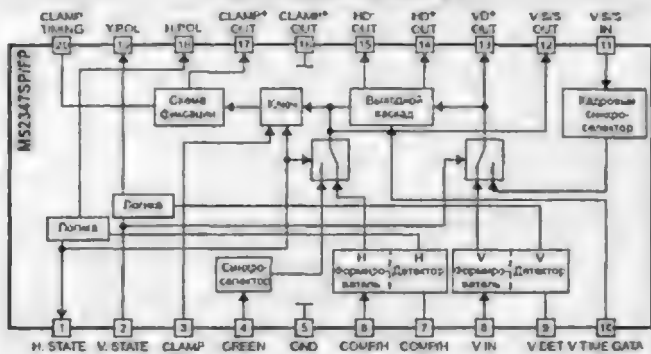 CLAMP TIMING
V.POL
H.POL
CLAMP+ OUT
CLAMP+ OUT
HD- OUT
HD+ OUT
VD+ OUT
V.S/S OUT
V.S/S IN
20
19
18
17
16
15
14
13
12
11
M52347SP/FP
Схема фиксации
Ключ
Выходной каскад
Кадровый синхро-селектор
Логика
Логика
Синхро-селектор
H
H
Формирователь
Детектор
V
V
Формирователь
Детектор
1
2
3
4
5
6
7
8
9
10
H. STATE
V. STATE
CLAMP
GREEN
GND
COMP/H
COMP/H
V IN
V.DET
V TIME
GATA